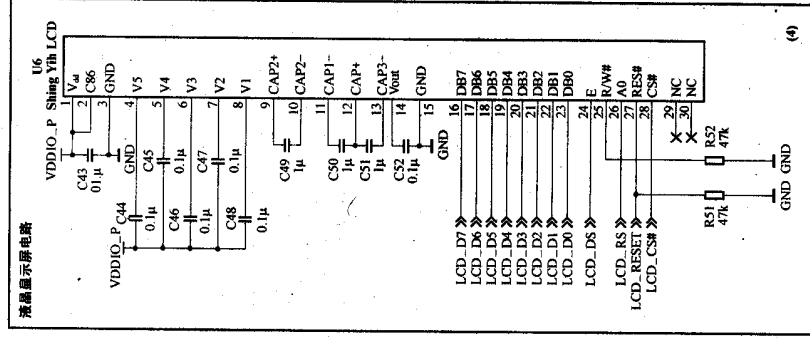 液晶显示屏电路
(4)
U6
Shing Yih LCD
1 Vdd
2 C86
3 GND
4 V5
5 V4
6 V3
7 V2
8 V1
9 CAP2+
10 CAP2−
11 CAP1−
12 CAP+
13 CAP3−
14 Vout
15 GND
16 DB7
17 DB6
18 DB5
19 DB4
20 DB3
21 DB2
22 DB1
23 DB0
24 E
25 R/W#
26 A0
27 RES#
28 CS#
29 NC
30 NC
VDDIO_P
C43
01.μ
GND
VDDIO_P
C44
0.1μ
C45
0.1μ
C46
0.1μ
C47
0.1μ
C48
0.1μ
C49
1μ
C50
1μ
C51
1μ
C52
0.1μ
GND
LCD_D7
LCD_D6
LCD_D5
LCD_D4
LCD_D3
LCD_D2
LCD_D1
LCD_D0
LCD_DS
LCD_RS
LCD_RESET
LCD_CS#
R52
47k
GND
R51
47k
GND